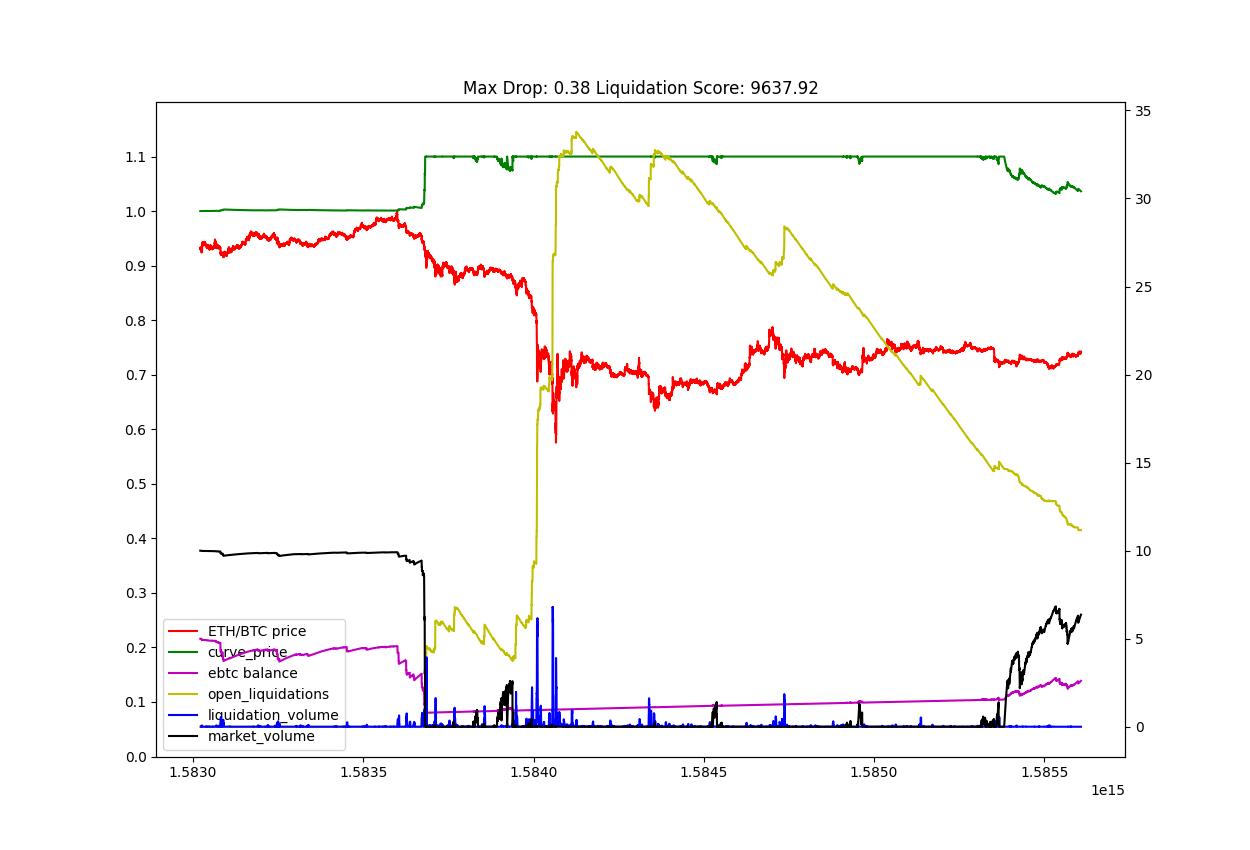 Max Drop: 0.38 Liquidation Score: 9637.92
1.1
1.0
0.9
0.8
0.7
0.6
0.5
0.4
0.3
0.2
0.1
0.0
35
30
25
20
15
10
5
0
ETH/BTC price
curve_price
ebtc balance
open_liquidations
liquidation_volume
market_volume
1.5830 1.5835 1.5840 1.5845 1.5850 1.5855
1e15